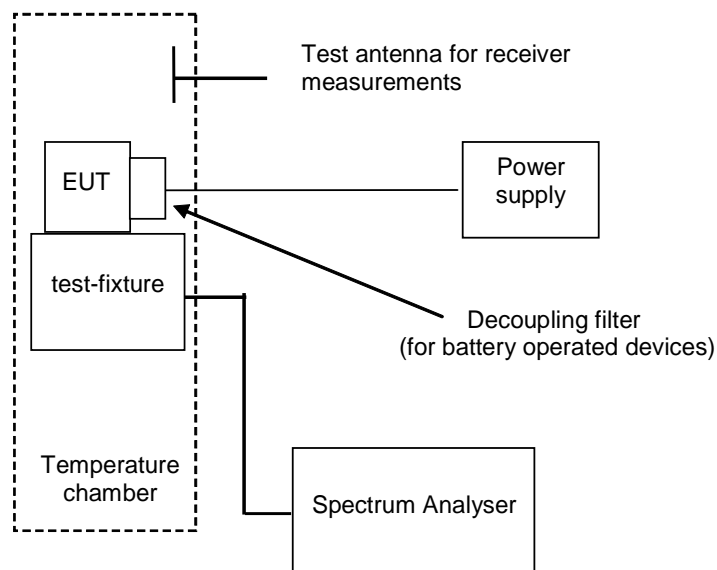 Test antenna for receiver
measurements
EUT
Power
supply
test-fixture
Decoupling filter
(for battery operated devices)
Temperature
chamber
Spectrum Analyser